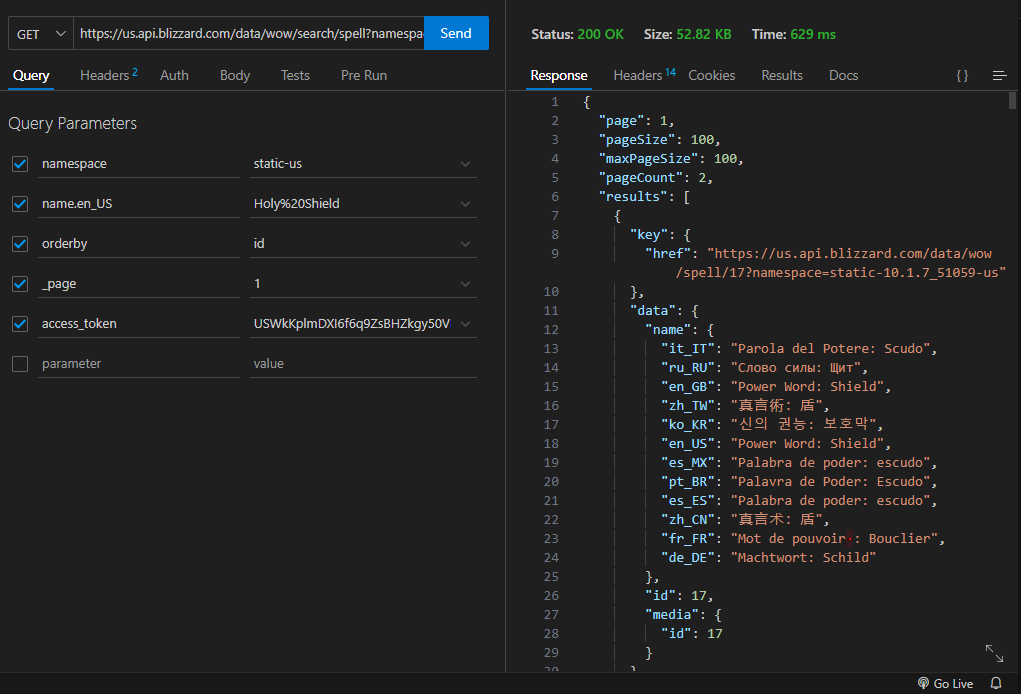 GET
https://us.api.blizzard.com/data/wow/search/spell?namespa
Send
Query Headers 2 Auth Body Tests Pre Run
Query Parameters
namespace static-us
name.en_US Holy%20Shield
orderby id
_page 1
access_token USWkKplmDXI6f6q9ZsBHZkgy50V
parameter value
Status: 200 OK Size: 52.82 KB Time: 629 ms
Response Headers 14 Cookies Results Docs { }
1 {
2 "page": 1,
3 "pageSize": 100,
4 "maxPageSize": 100,
5 "pageCount": 2,
6 "results": [
7 {
8 "key": {
9 "href": "https://us.api.blizzard.com/data/wow
/spell/17?namespace=static-10.1.7_51059-us"
10 },
11 "data": {
12 "name": {
13 "it_IT": "Parola del Potere: Scudo",
14 "ru_RU": "Слово силы: Щит",
15 "en_GB": "Power Word: Shield",
16 "zh_TW": "真言術: 盾",
17 "ko_KR": "신의 권능: 보호막",
18 "en_US": "Power Word: Shield",
19 "es_MX": "Palabra de poder: escudo",
20 "pt_BR": "Palavra de Poder: Escudo",
21 "es_ES": "Palabra de poder: escudo",
22 "zh_CN": "真言术: 盾",
23 "fr_FR": "Mot de pouvoir : Bouclier",
24 "de_DE": "Machtwort: Schild"
25 },
26 "id": 17,
27 "media": {
28 "id": 17
29 }
30 }
Go Live